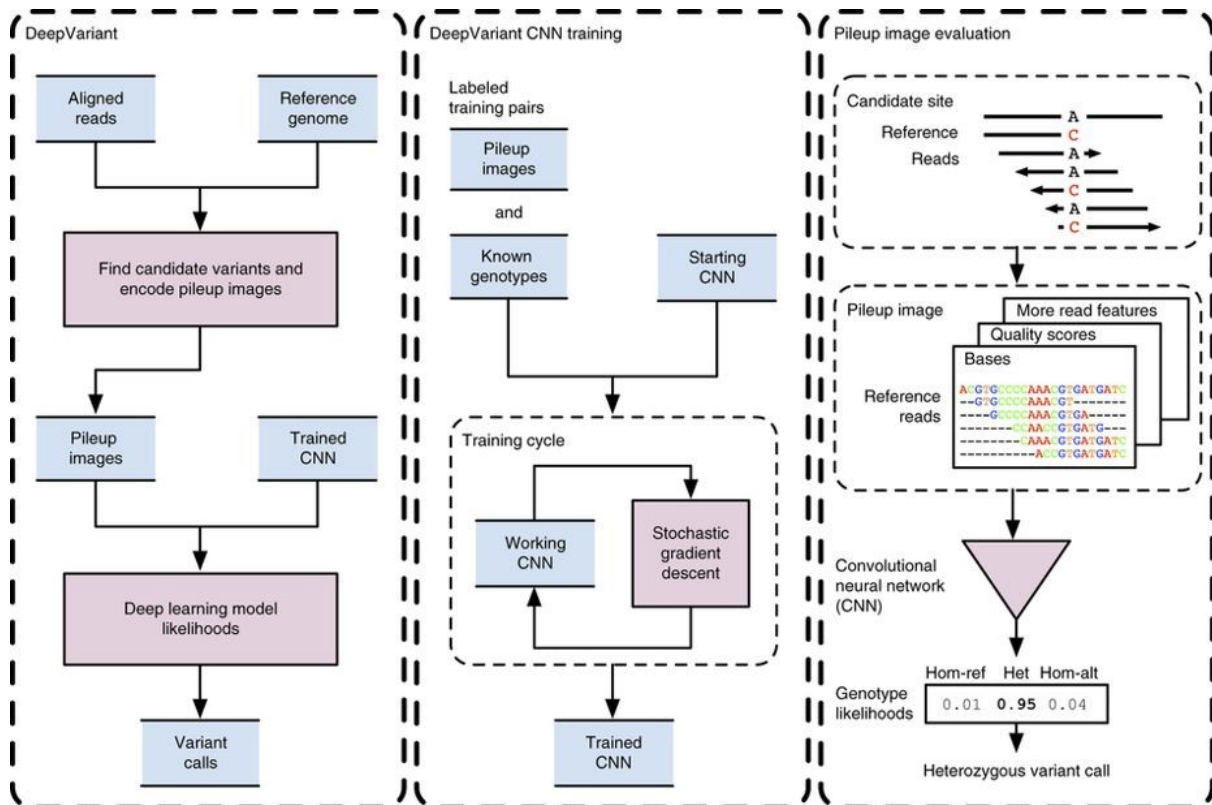 DeepVariant
Aligned
reads
Reference
genome
Find candidate variants and
encode pileup images
Pileup
images
Trained
CNN
Deep learning model
likelihoods
Variant
calls
DeepVariant CNN training
Labeled
training pairs
Pileup
images
and
Known
genotypes
Starting
CNN
Training cycle
Working
CNN
Stochastic
gradient
descent
Trained
CNN
Pileup image evaluation
Candidate site
A
Reference
C
Reads
A
A
C
A
C
Pileup image
More read features
Quality scores
Bases
ACGTGCCCCAAACGTGATGATC
Reference
reads
--GTGCCCCAAACGT-------
----GCCCCAAACGTGA-----
-------CCAACCGTGATG---
--------CAAACGTGATGATC
----------ACCGTGATGATC
Convolutional
neural network
(CNN)
Hom-ref Het Hom-alt
Genotype
likelihoods
0.01 0.95 0.04
Heterozygous variant call